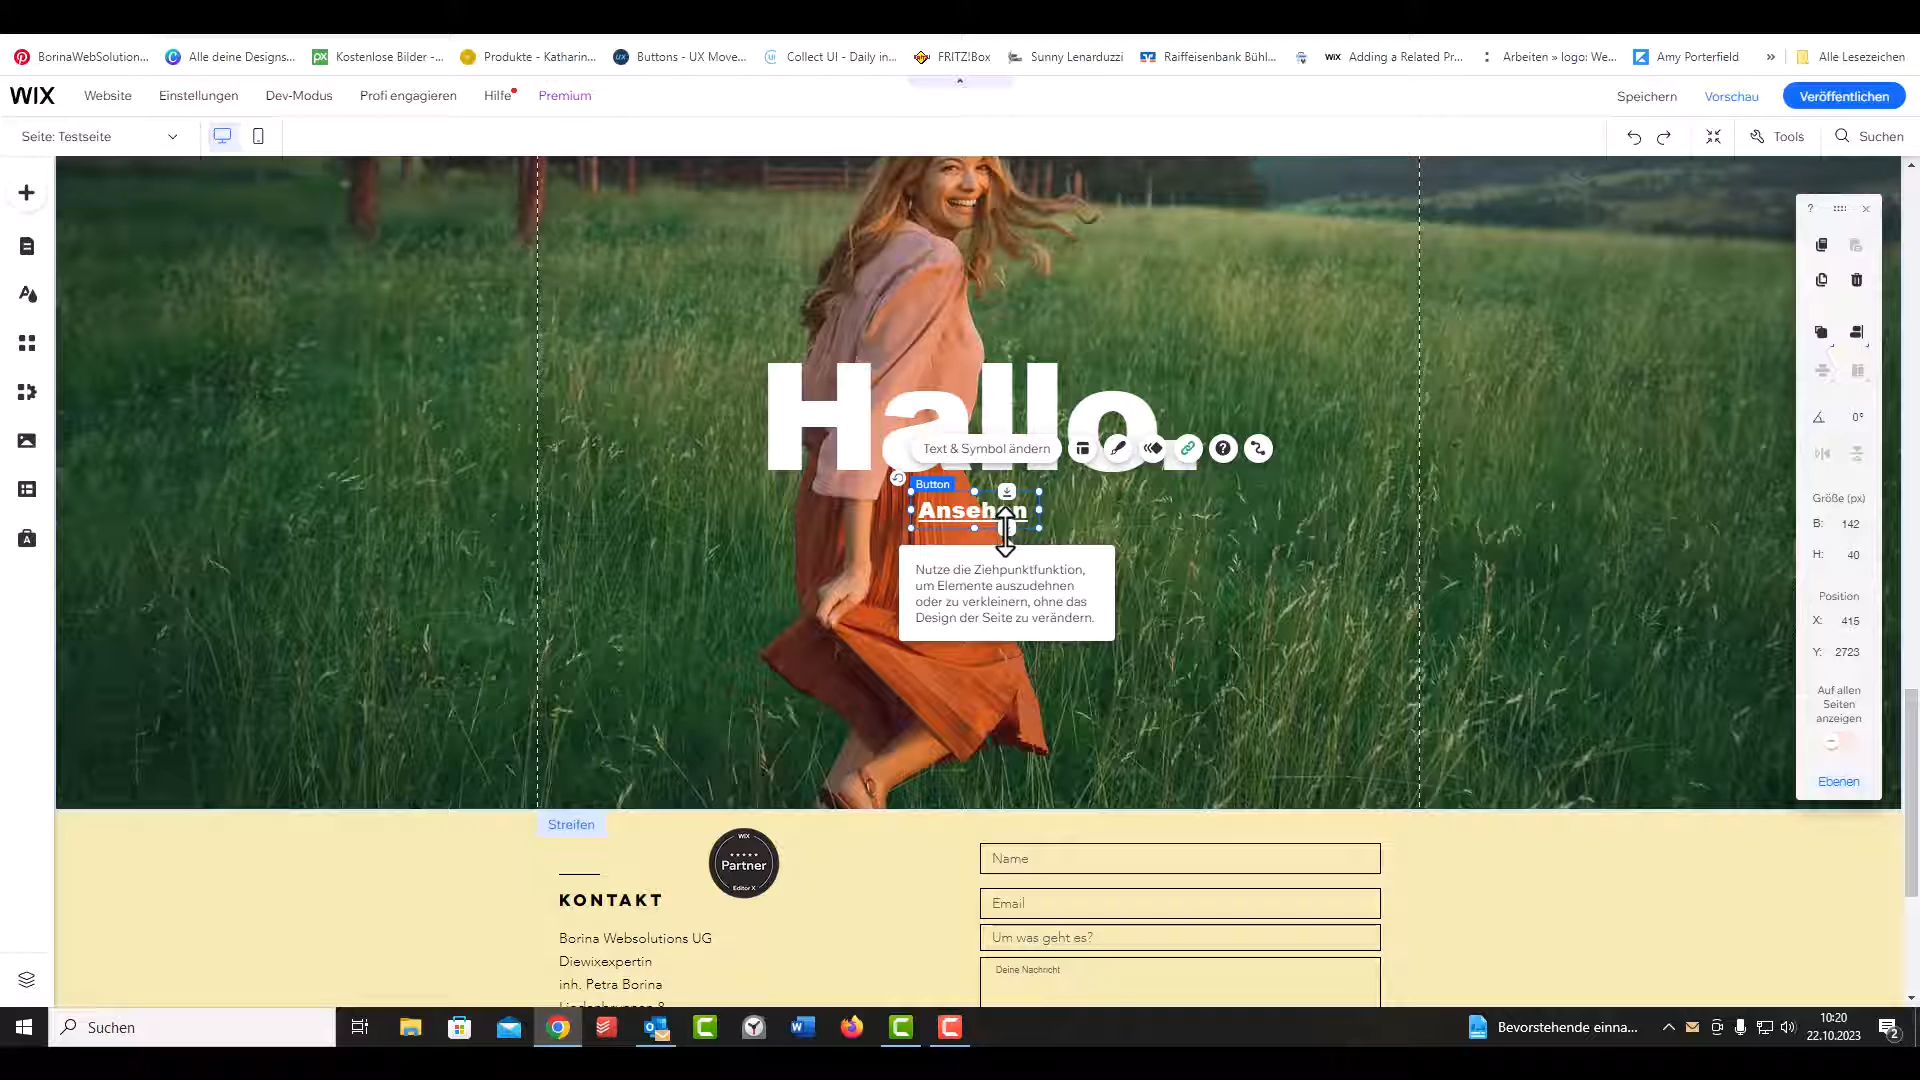 BorinaWebSolution...
Alle deine Designs...
Kostenlose Bilder -...
Produkte - Katharin...
Buttons - UX Move...
Collect UI - Daily in...
FRITZ!Box
Sunny Lenarduzzi
Raiffeisenbank Bühl...
Adding a Related Pr...
Arbeiten » logo: We...
Amy Porterfield
»
Alle Lesezeichen
WIX
Website
Einstellungen
Dev-Modus
Profi engagieren
Hilfe
Premium
Speichern
Vorschau
Veröffentlichen
Seite: Testseite
Tools
Suchen
Hallo.
Text & Symbol ändern
Button
Ansehen
Nutze die Ziehpunktfunktion,
um Elemente auszudehnen
oder zu verkleinern, ohne das
Design der Seite zu verändern.
0°
Größe (px)
B: 142
H: 40
Position
X: 415
Y: 2723
Auf allen
Seiten
anzeigen
Ebenen
Streifen
WIX
Partner
Editor X
KONTAKT
Borina Websolutions UG
Diewixexpertin
inh. Petra Borina
Name
Email
Um was geht es?
Deine Nachricht
Suchen
Bevorstehende einna...
10:20
22.10.2023
2